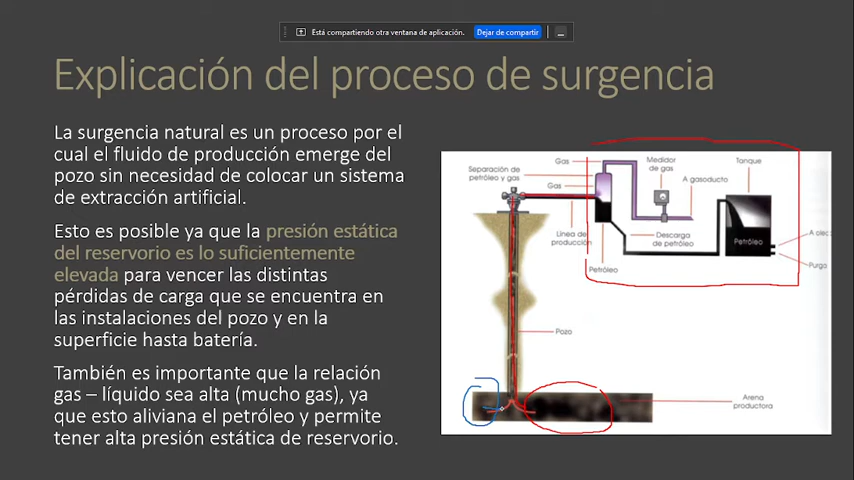 Está compartiendo otra ventana de aplicación.
Dejar de compartir
Explicación del proceso de surgencia
La surgencia natural es un proceso por el
cual el fluido de producción emerge del
pozo sin necesidad de colocar un sistema
de extracción artificial.
Esto es posible ya que la presión estática
del reservorio es lo suficientemente
elevada para vencer las distintas
pérdidas de carga que se encuentra en
las instalaciones del pozo y en la
superficie hasta batería.
También es importante que la relación
gas – líquido sea alta (mucho gas), ya
que esto aliviana el petróleo y permite
tener alta presión estática de reservorio.
Separación de
petróleo y gas
Gas
Gas
Medidor
de gas
A gasoducto
Tanque
Línea de
producción
Descarga
de petróleo
Petróleo
Petróleo
Purga
Pozo
Arena
productora